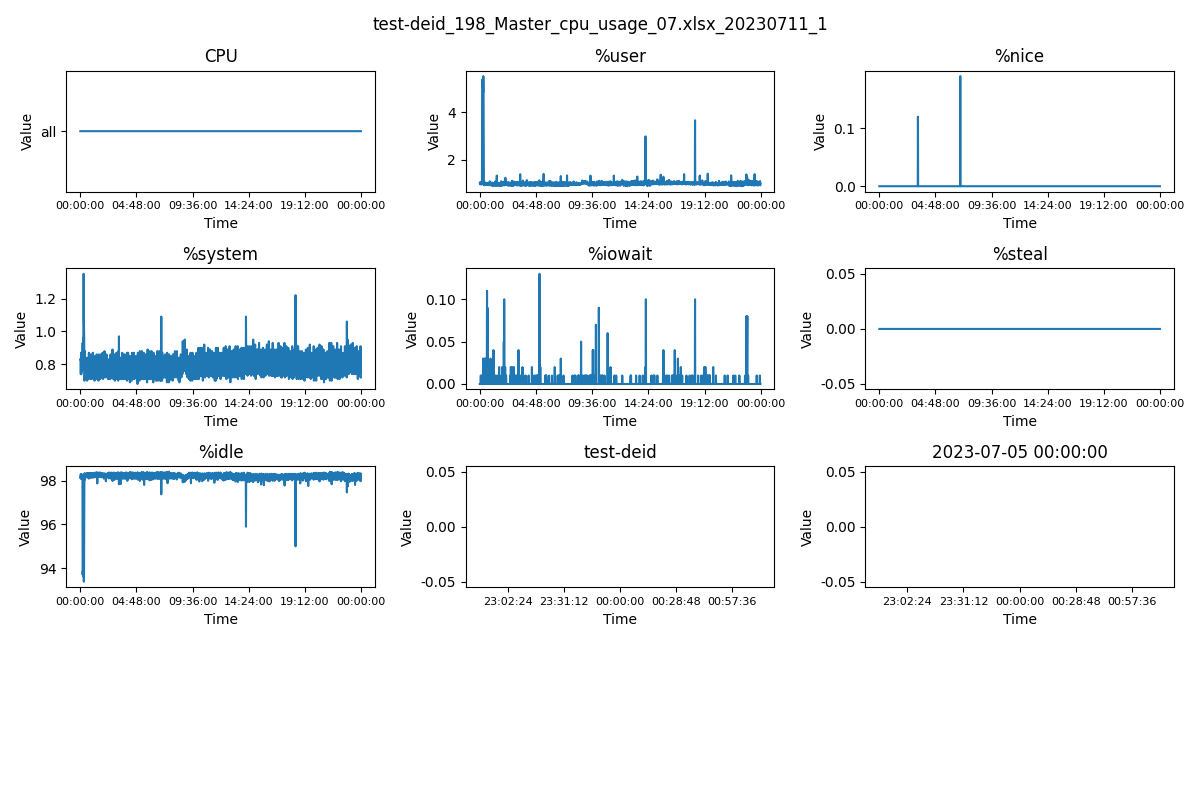 test-deid_198_Master_cpu_usage_07.xlsx_20230711_1
CPU
Value
all
00:00:00 04:48:00 09:36:00 14:24:00 19:12:00 00:00:00
Time
%user
Value
4
2
00:00:00 04:48:00 09:36:00 14:24:00 19:12:00 00:00:00
Time
%nice
Value
0.1
0.0
00:00:00 04:48:00 09:36:00 14:24:00 19:12:00 00:00:00
Time
%system
Value
1.2
1.0
0.8
00:00:00 04:48:00 09:36:00 14:24:00 19:12:00 00:00:00
Time
%iowait
Value
0.10
0.05
0.00
00:00:00 04:48:00 09:36:00 14:24:00 19:12:00 00:00:00
Time
%steal
Value
0.05
0.00
-0.05
00:00:00 04:48:00 09:36:00 14:24:00 19:12:00 00:00:00
Time
%idle
Value
98
96
94
00:00:00 04:48:00 09:36:00 14:24:00 19:12:00 00:00:00
Time
test-deid
Value
0.05
0.00
-0.05
23:02:24 23:31:12 00:00:00 00:28:48 00:57:36
Time
2023-07-05 00:00:00
Value
0.05
0.00
-0.05
23:02:24 23:31:12 00:00:00 00:28:48 00:57:36
Time